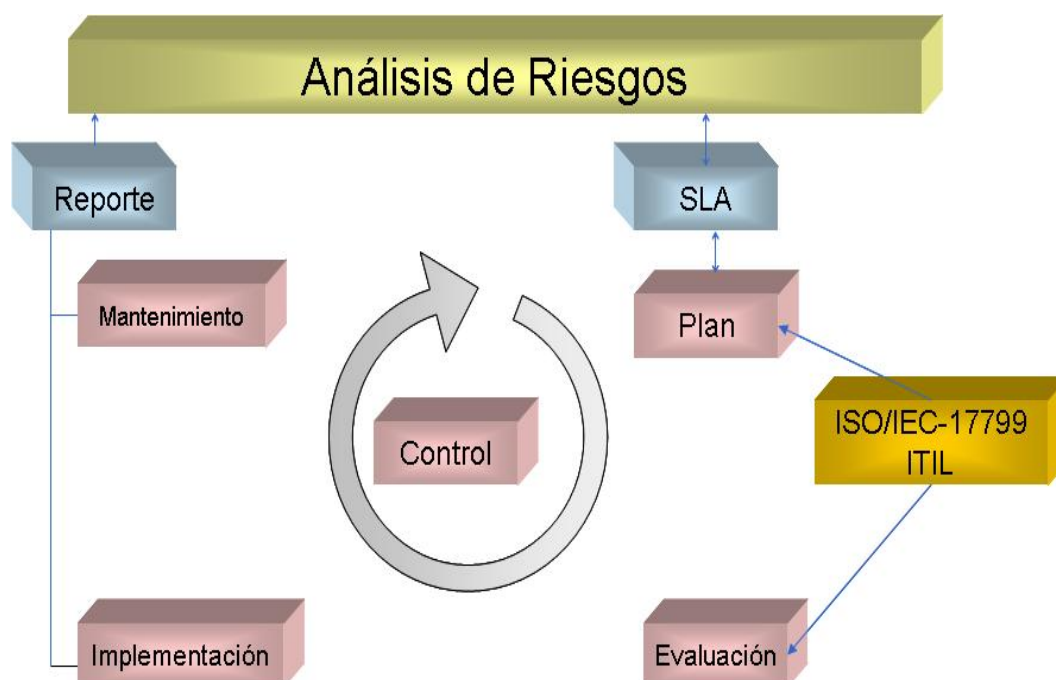 Análisis de Riesgos
Reporte
SLA
Mantenimiento
Plan
ISO/IEC-17799
ITIL
Control
Implementación
Evaluación